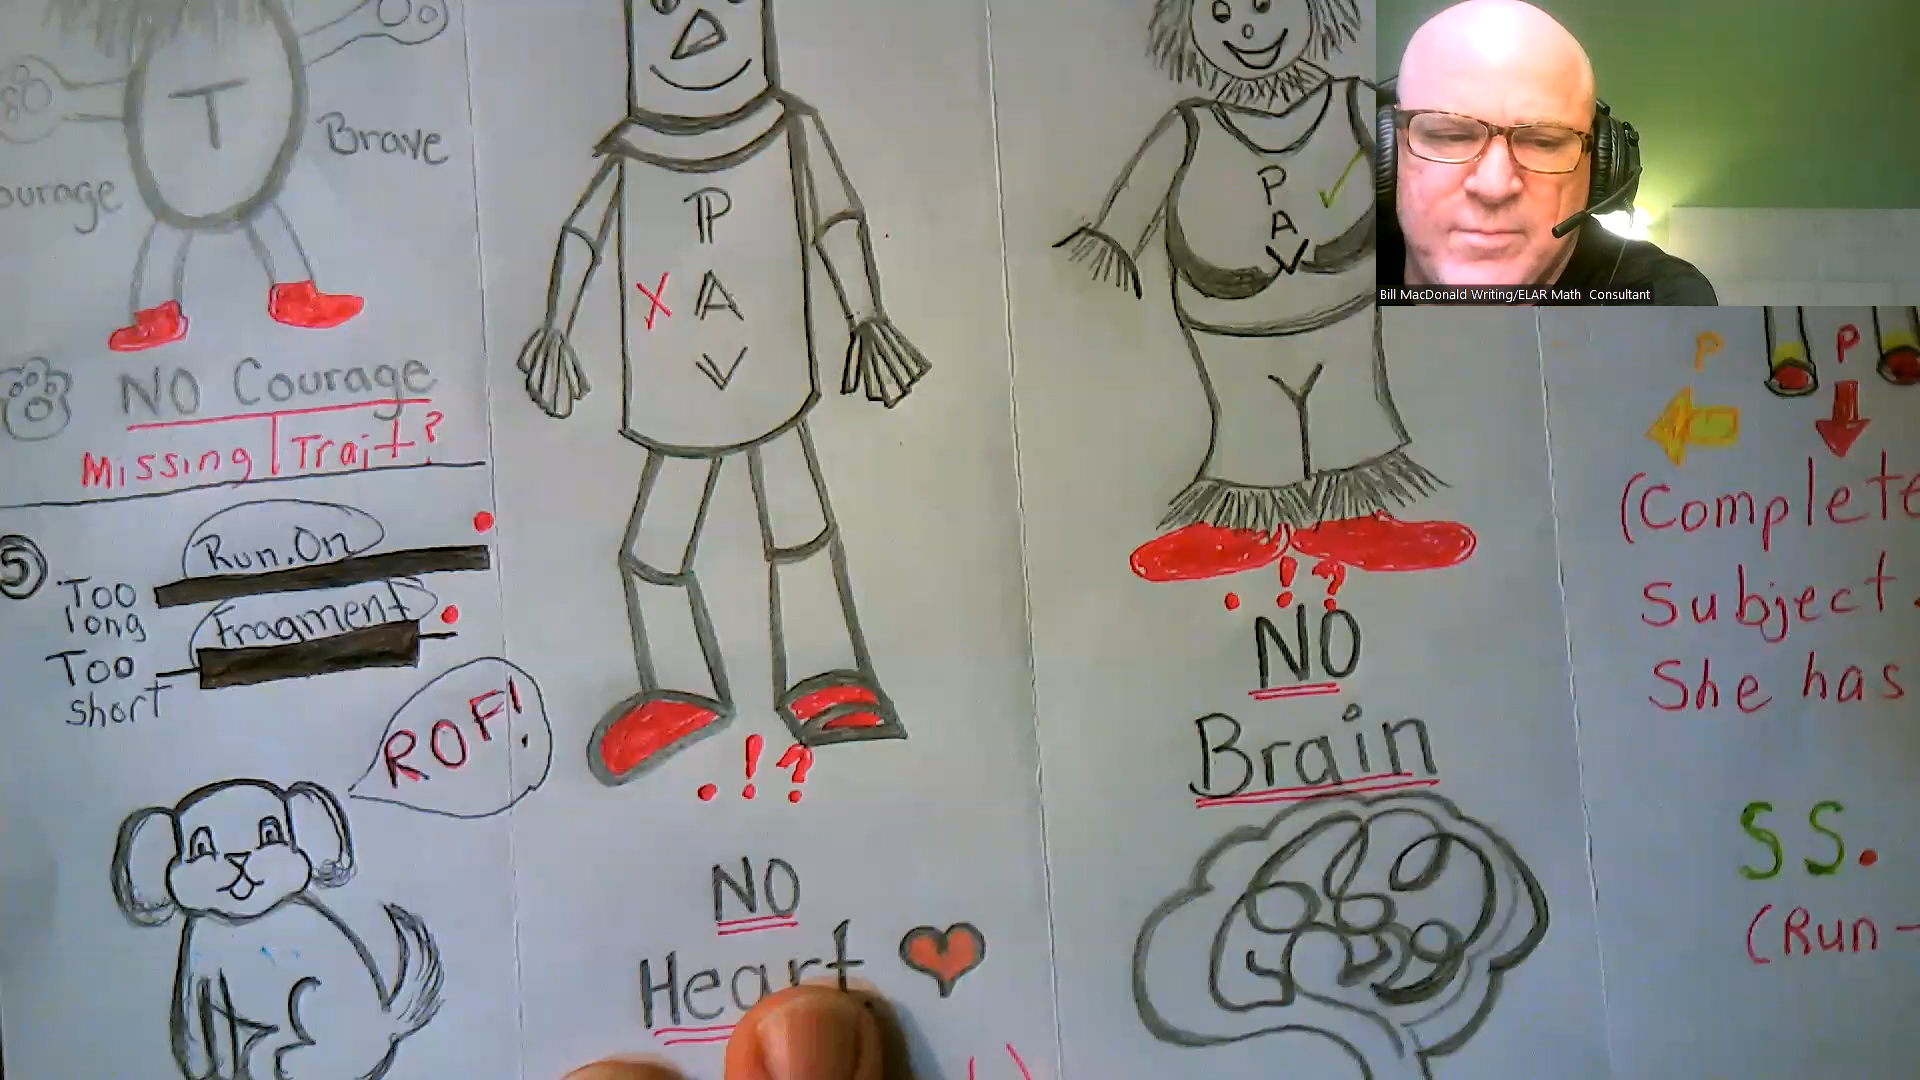 T
Brave
ourage
NO Courage
Missing Trait?
5
Run.On
Too
long
Fragment
Too
short
ROF!
P
X A
V
. ! ?
NO
Heart
P
A
V
. ! ?
NO
Brain
Bill MacDonald Writing/ELAR Math Consultant
P P
(Complete
Subject.
She has
SS.
(Run-